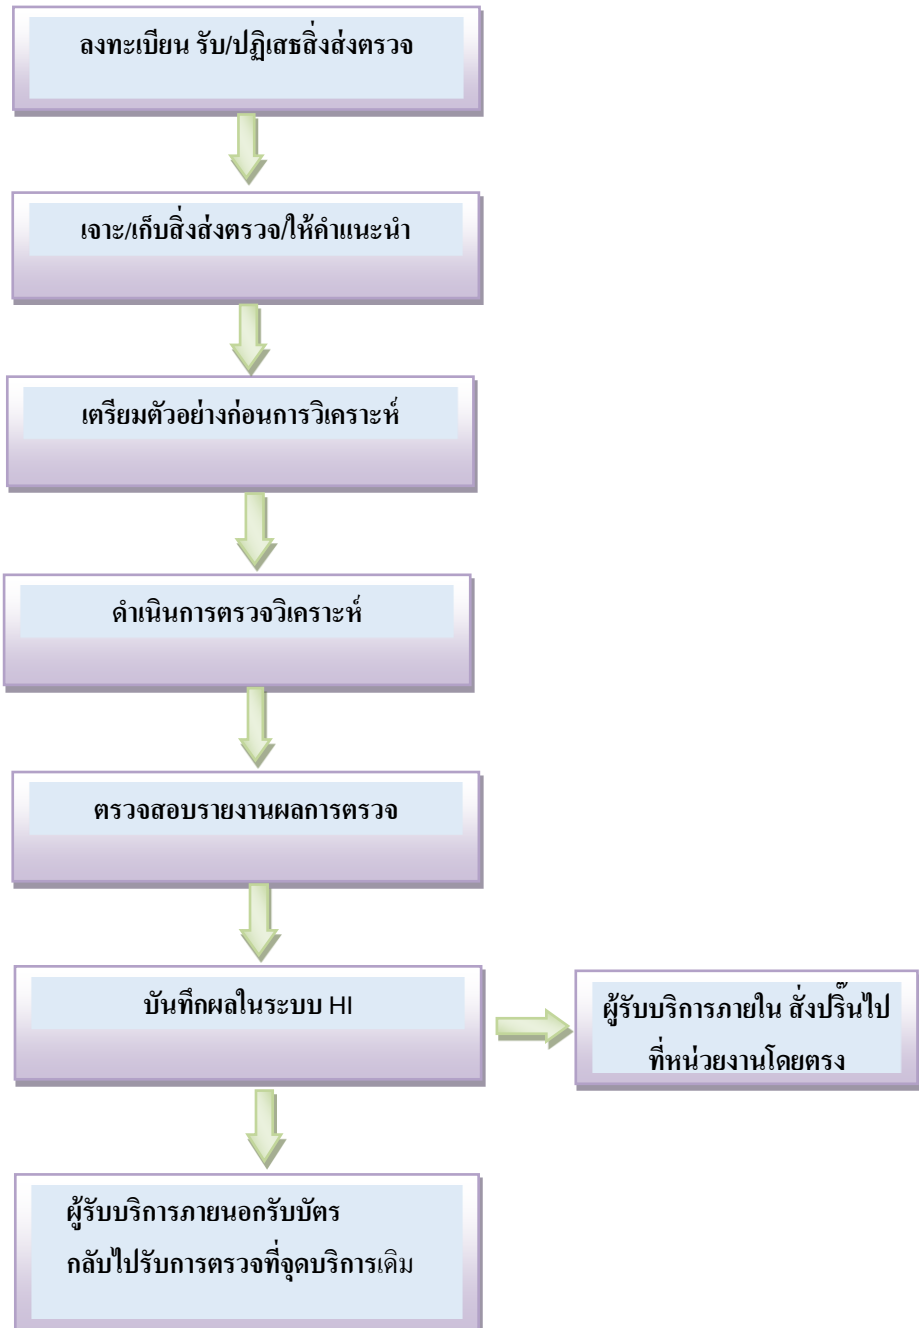 ลงทะเบียน รับ/ปฏิเสธสิ่งส่งตรวจ
เจาะ/เก็บสิ่งส่งตรวจ/ให้คำแนะนำ
เตรียมตัวอย่างก่อนการวิเคราะห์
ดำเนินการตรวจวิเคราะห์
ตรวจสอบรายงานผลการตรวจ
บันทึกผลในระบบ HI
ผู้รับบริการภายใน สั่งปริ๊นไป
ที่หน่วยงานโดยตรง
ผู้รับบริการภายนอกรับบัตร
กลับไปรับการตรวจที่จุดบริการเดิม